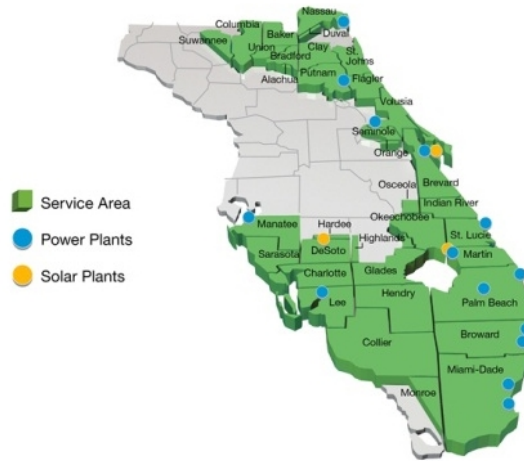 Nassau
Columbia
Baker
Duval
Suwannee
Union
Clay
St.
Johns
Bradford
Putnam
Alachua
Flagler
Volusia
Seminole
Orange
Osceola
Brevard
Indian River
Okeechobee
Manatee
Hardee
St. Lucie
Highlands
Sarasota
DeSoto
Martin
Charlotte
Glades
Lee
Hendry
Palm Beach
Collier
Broward
Miami-Dade
Monroe
Service Area
Power Plants
Solar Plants